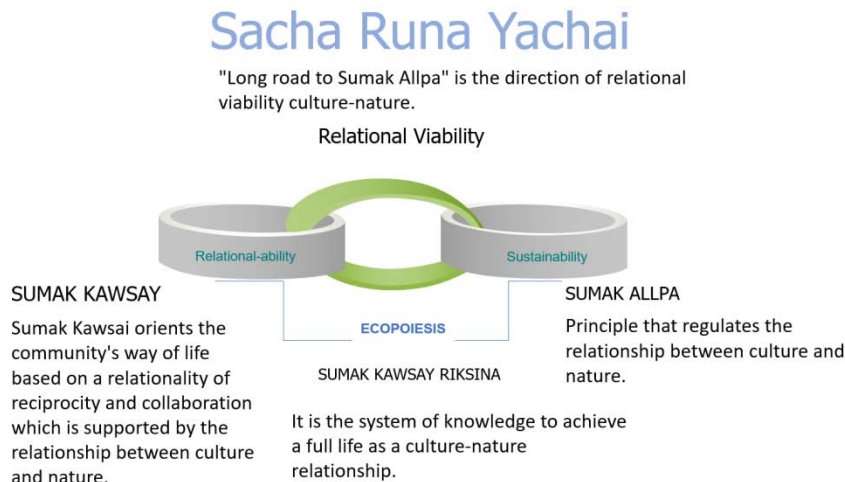 Sacha Runa Yachai
"Long road to Sumak Allpa" is the direction of relational
viability culture-nature.
Relational Viability
Relational-ability
Sustainability
SUMAK KAWSAY
Sumak Kawsai orients the
community's way of life
based on a relationality of
reciprocity and collaboration
which is supported by the
relationship between culture
and nature.
ECOPOIESIS
SUMAK KAWSAY RIKSINA
It is the system of knowledge to achieve
a full life as a culture-nature
relationship.
SUMAK ALLPA
Principle that regulates the
relationship between culture and
nature.